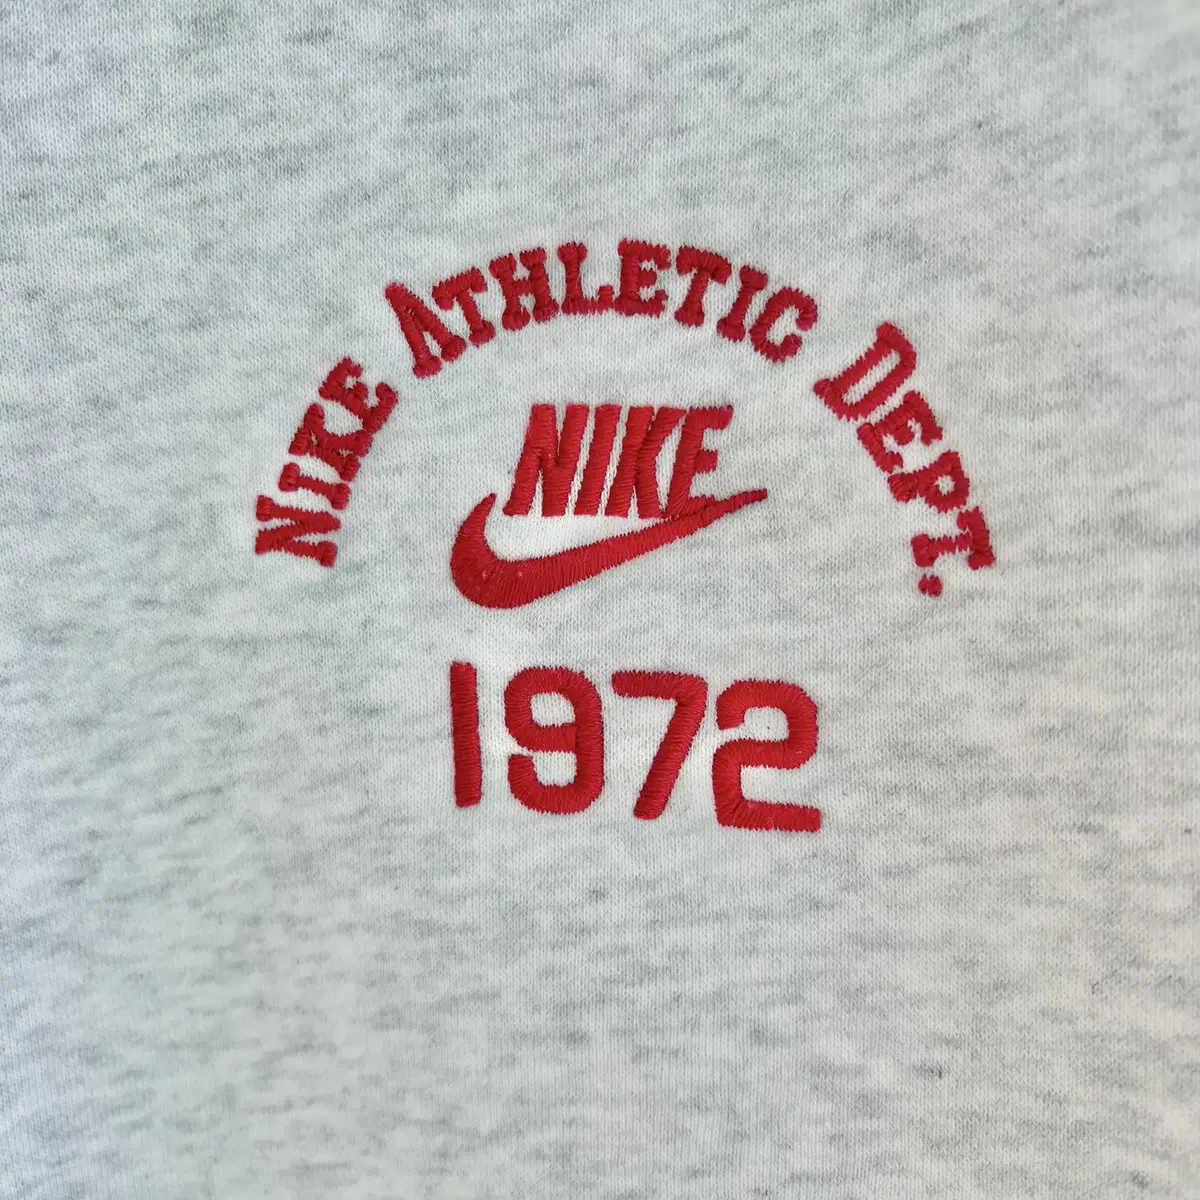 NIKE ATHLETIC DEPT.
NIKE
1972